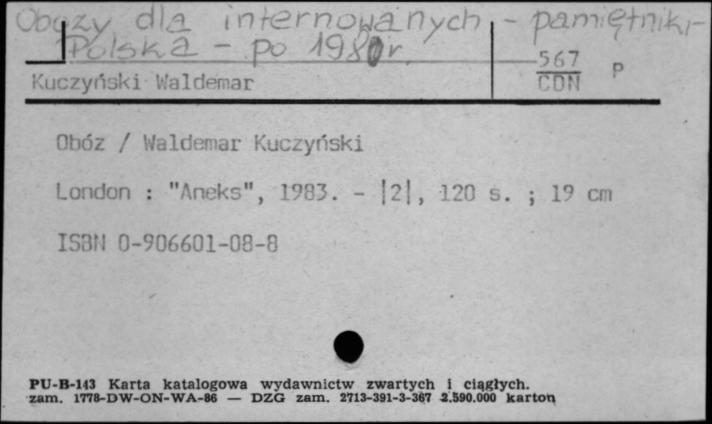 Obozy dla internowanych - pamiętniki -
Polska - po 1980 r.
567
CDN
P
Kuczyński Waldemar
Obóz / Waldemar Kuczyński
London : "Aneks", 1983. - |2|, 120 s. ; 19 cm
ISBN 0-906601-08-8
PU-B-143 Karta katalogowa wydawnictw zwartych i ciągłych.
zam. 1778-DW-ON-WA-86 — DZG zam. 2713-391-3-387 2.590.000 karton